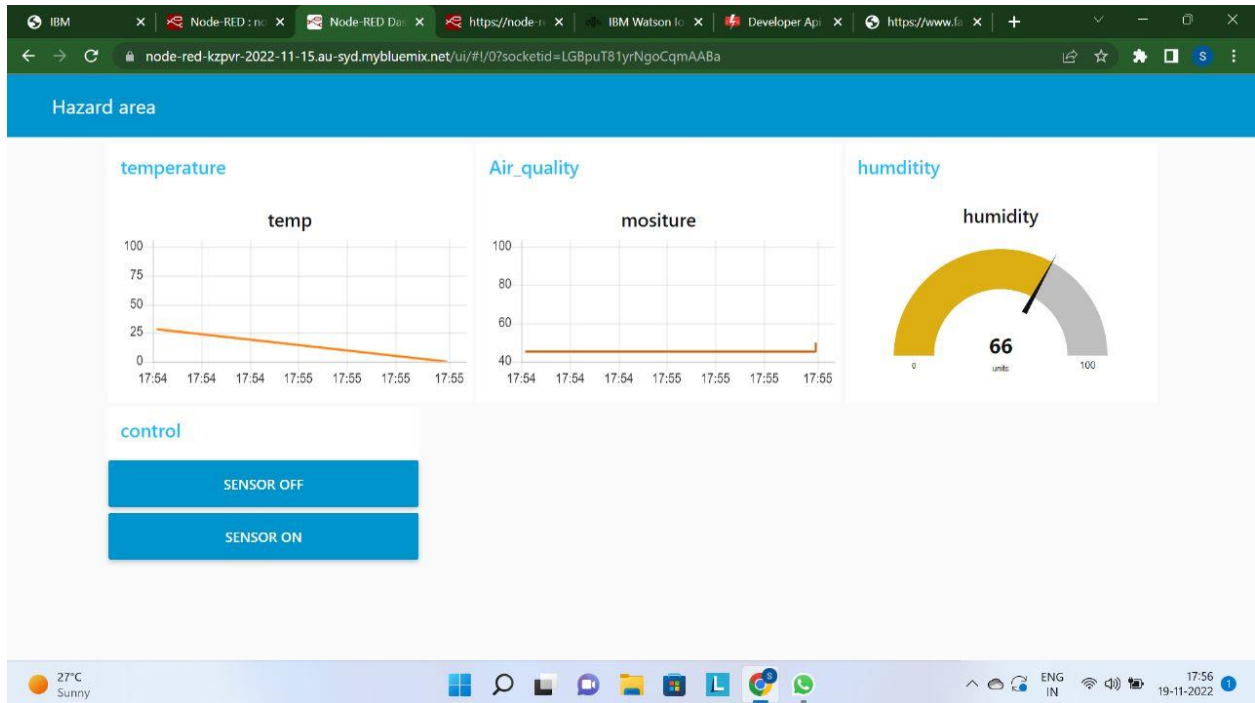 IBM
Node-RED : no
Node-RED Das
https://node-r
IBM Watson Io
Developer Api
https://www.fa
node-red-kzpvr-2022-11-15.au-syd.mybluemix.net/ui/#!/0?socketid=LGBpuT81yrNgoCqmAABa
S
Hazard area
temperature
temp
100
75
50
25
0
17:54 17:54 17:54 17:55 17:55 17:55 17:55
Air_quality
mositure
100
80
60
40
17:54 17:54 17:54 17:55 17:55 17:55 17:55
humditity
humidity
66
0 units 100
control
SENSOR OFF
SENSOR ON
27°C
Sunny
L
S
ENG
IN
17:56
19-11-2022
1